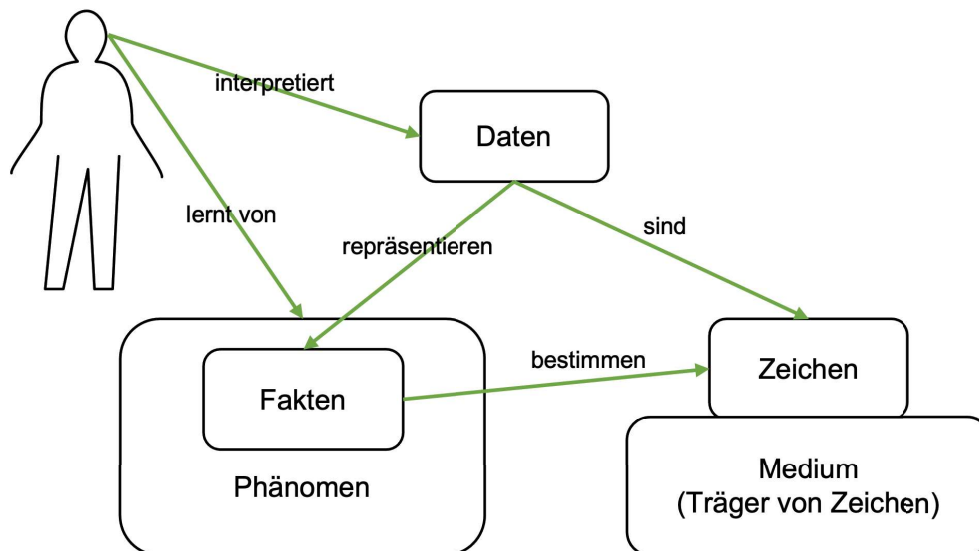 interpretiert
Daten
lernt von
repräsentieren
sind
bestimmen
Fakten
Zeichen
Phänomen
Medium
(Träger von Zeichen)